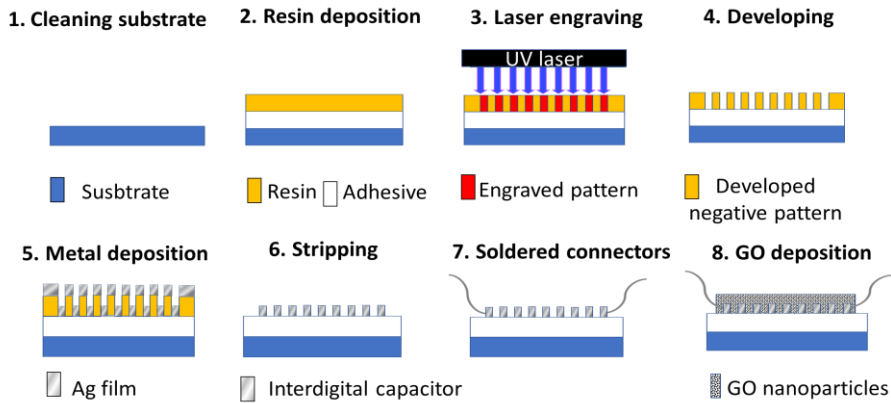 1. Cleaning substrate
2. Resin deposition
3. Laser engraving
4. Developing
UV laser
Susbtrate
Resin
Adhesive
Engraved pattern
Developed
negative pattern
5. Metal deposition
6. Stripping
7. Soldered connectors
8. GO deposition
Ag film
Interdigital capacitor
GO nanoparticles